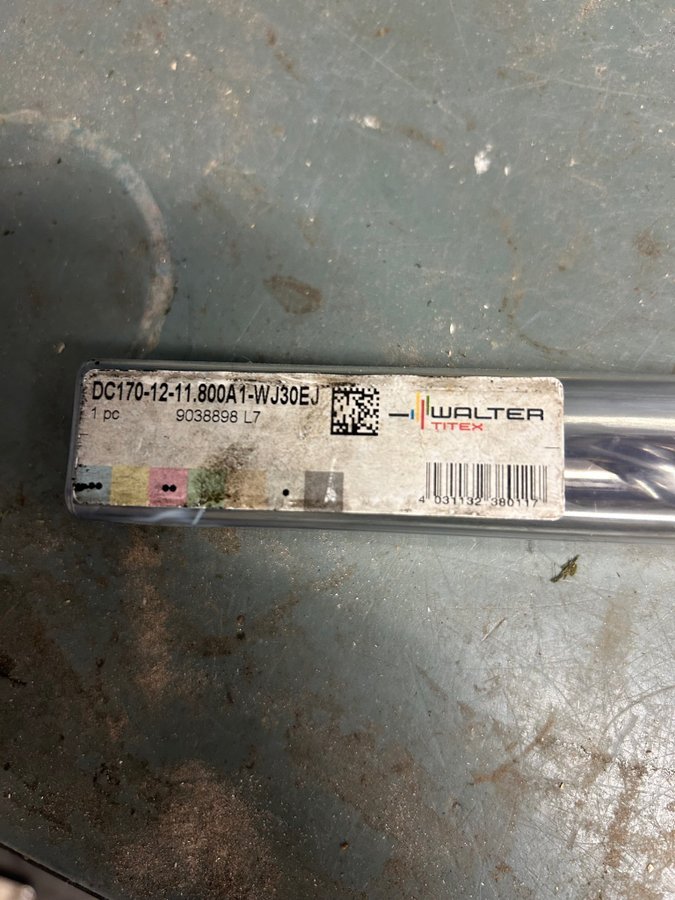 DC170-12-11.800A1-WJ30EJ
1 pc 9038898 L7
WALTER
TITEX
4 031132 380117